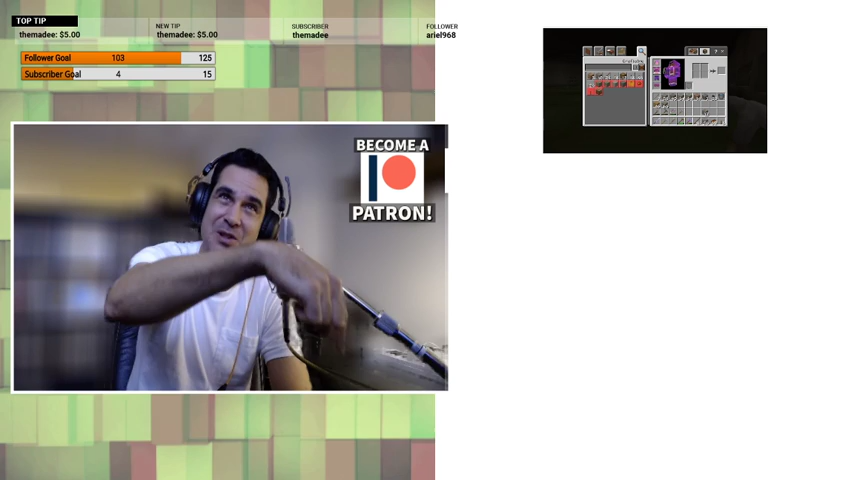 TOP TIP
themadee: $5.00
NEW TIP
themadee: $5.00
SUBSCRIBER
themadee
FOLLOWER
ariel968
Follower Goal 103 125
Subscriber Goal 4 15
BECOME A
PATRON!